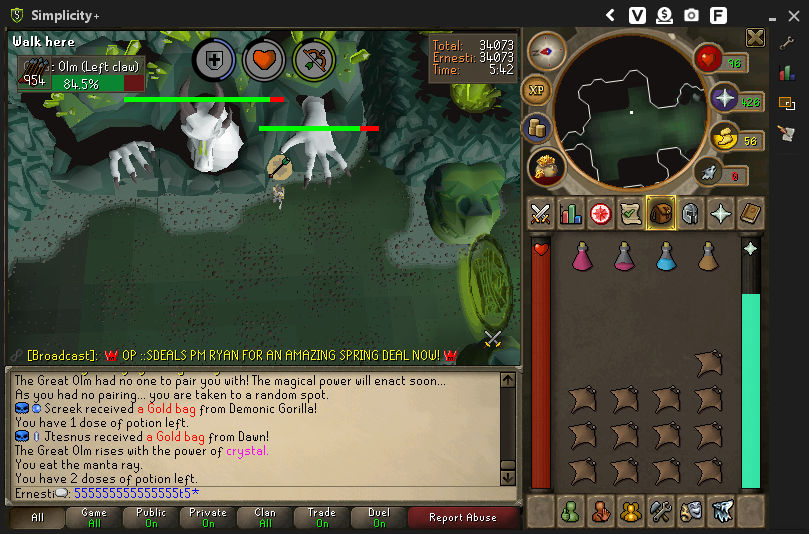 Simplicity+
Walk here
: Olm (Left claw)
954
84.5%
Total: 34073
Ernesti: 34073
Time: 5:42
XP
96
426
56
0
[Broadcast]: OP ::SDEALS PM RYAN FOR AN AMAZING SPRING DEAL NOW!
The Great Olm had no one to pair you with! The magical power will enact soon...
As you had no pairing... you are taken to a random spot.
Screek received a Gold bag from Demonic Gorilla!
You have 1 dose of potion left.
Jtesnus received a Gold bag from Dawn!
The Great Olm rises with the power of crystal.
You eat the manta ray.
You have 2 doses of potion left.
Ernesti: 555555555555555t5*
All
Game
All
Public
On
Private
On
Clan
All
Trade
On
Duel
On
Report Abuse